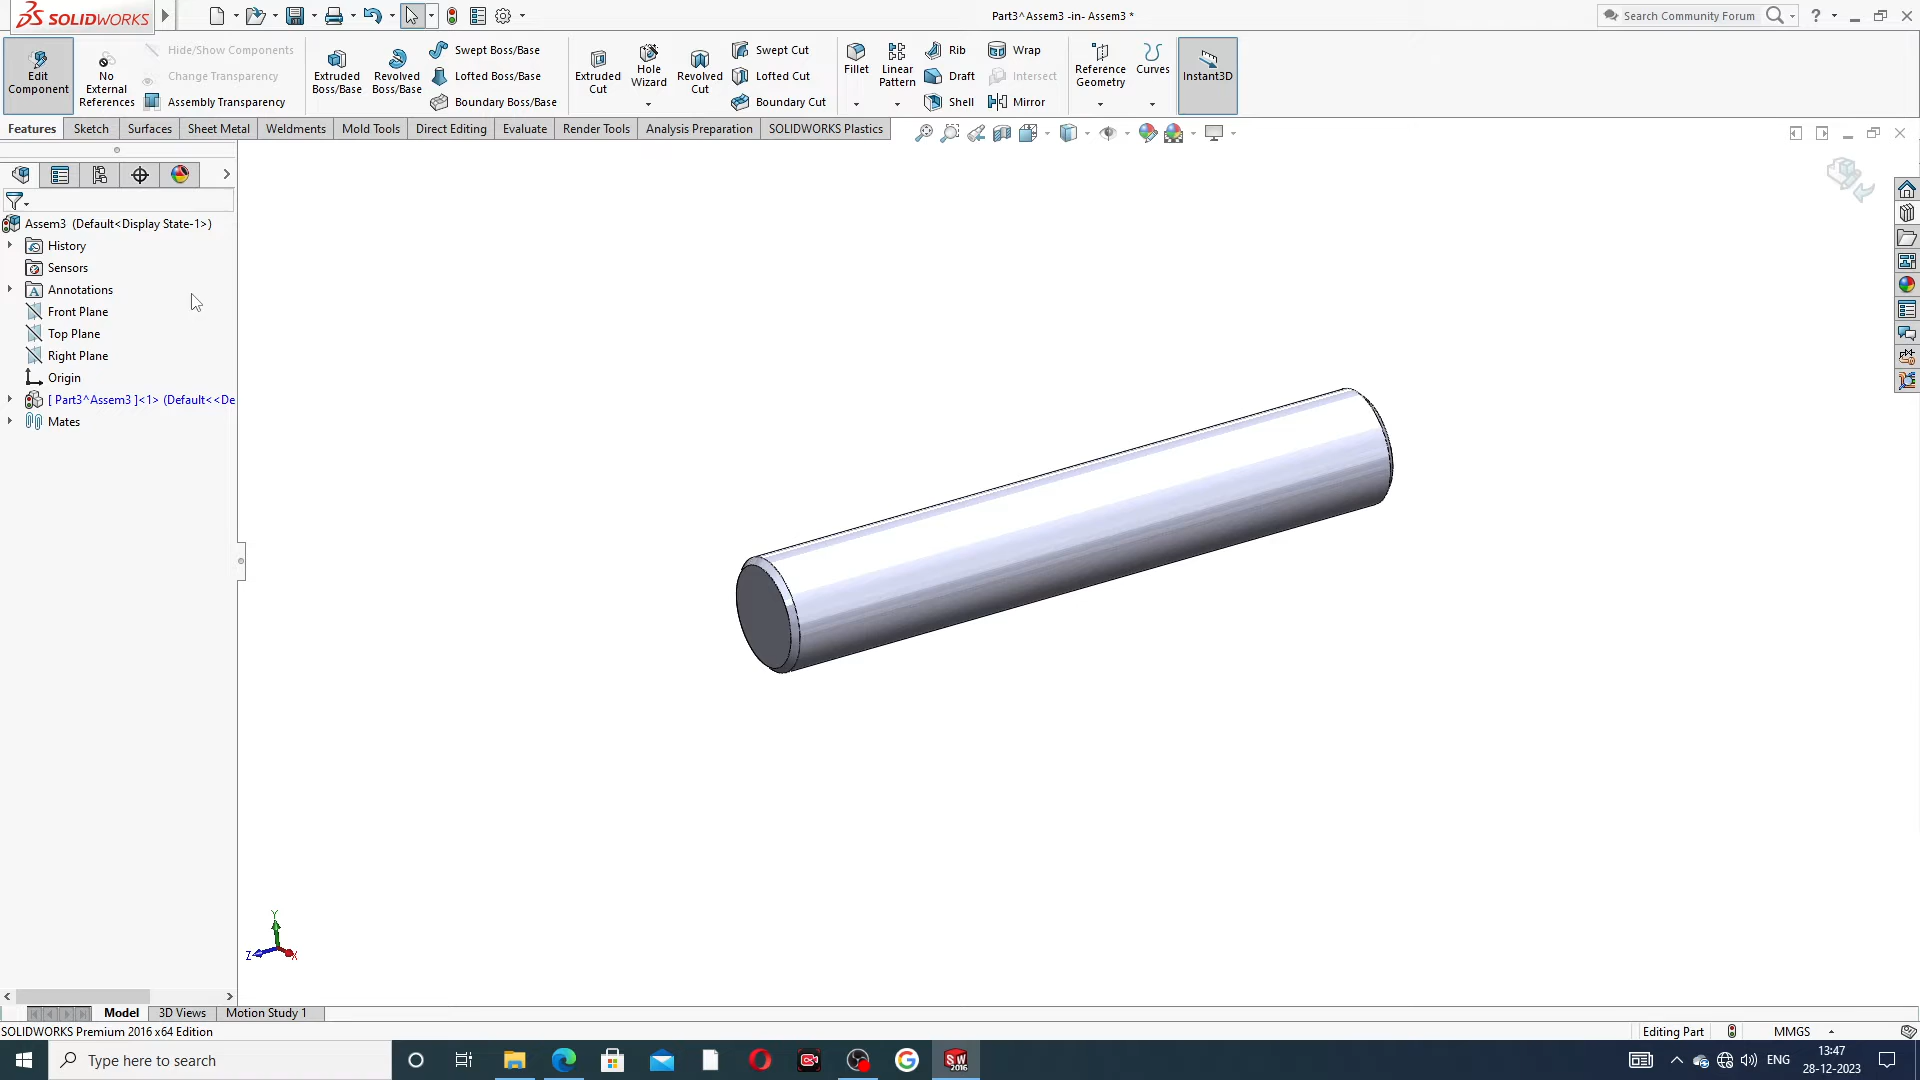 SOLIDWORKS
Part3^Assem3 -in- Assem3 *
Search Community Forum
?
Edit Component
No External References
Hide/Show Components
Change Transparency
Assembly Transparency
Extruded Boss/Base
Revolved Boss/Base
Swept Boss/Base
Lofted Boss/Base
Boundary Boss/Base
Extruded Cut
Hole Wizard
Revolved Cut
Swept Cut
Lofted Cut
Boundary Cut
Fillet
Linear Pattern
Rib
Draft
Shell
Wrap
Intersect
Mirror
Reference Geometry
Curves
Instant3D
Features
Sketch
Surfaces
Sheet Metal
Weldments
Mold Tools
Direct Editing
Evaluate
Render Tools
Analysis Preparation
SOLIDWORKS Plastics
Assem3 (Default<Display State-1>)
History
Sensors
Annotations
Front Plane
Top Plane
Right Plane
Origin
[ Part3^Assem3 ]<1> (Default<<De
Mates
Y
Z
X
Model
3D Views
Motion Study 1
SOLIDWORKS Premium 2016 x64 Edition
Editing Part
MMGS
Type here to search
SW
2016
ENG
13:47
28-12-2023